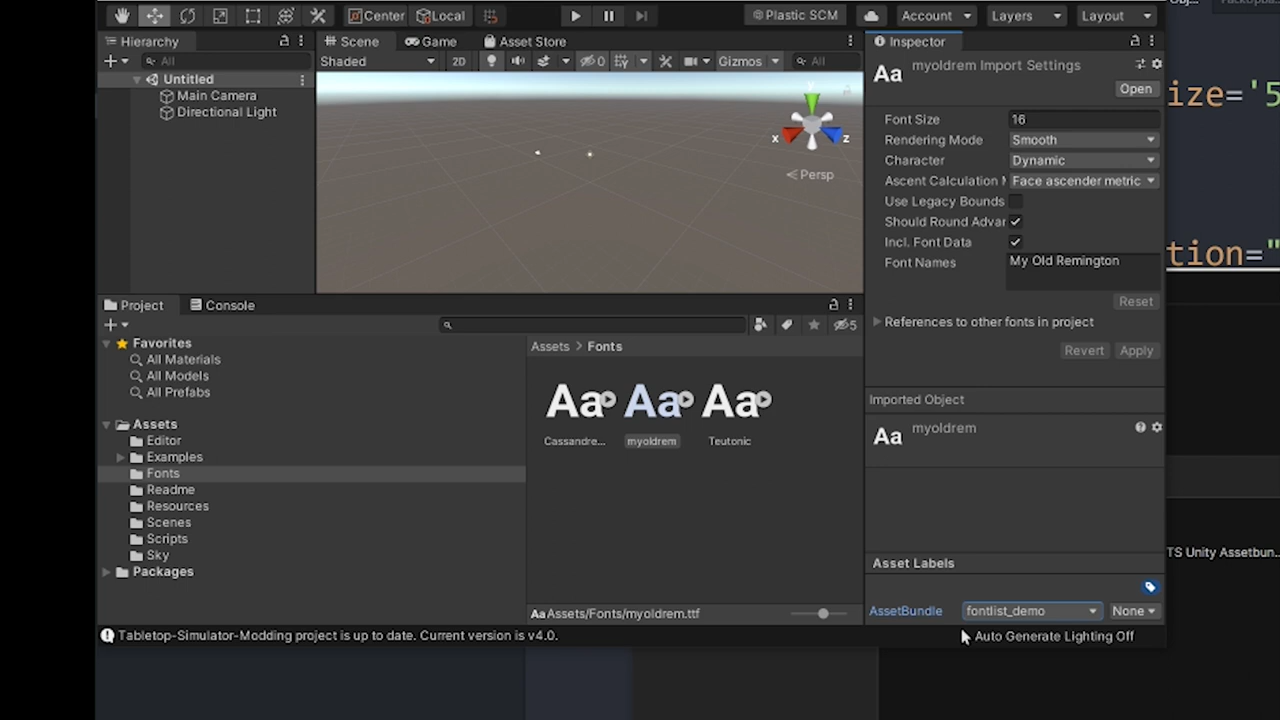 Center
Local
Plastic SCM
Account
Layers
Layout
Hierarchy
All
Untitled
Main Camera
Directional Light
Scene
Game
Asset Store
Shaded
2D
0
Gizmos
All
x
z
Persp
Inspector
Aa
myoldrem Import Settings
Open
Font Size
16
Rendering Mode
Smooth
Character
Dynamic
Ascent Calculation M
Face ascender metric
Use Legacy Bounds
Should Round Advar
Incl. Font Data
Font Names
My Old Remington
Reset
References to other fonts in project
Revert
Apply
Imported Object
Aa
myoldrem
Asset Labels
AssetBundle
fontlist_demo
None
Auto Generate Lighting Off
Project
Console
5
Favorites
All Materials
All Models
All Prefabs
Assets
Editor
Examples
Fonts
Readme
Resources
Scenes
Scripts
Sky
Packages
Assets > Fonts
Aa
Aa
Aa
Cassandre...
myoldrem
Teutonic
Aa Assets/Fonts/myoldrem.ttf
Tabletop-Simulator-Modding project is up to date. Current version is v4.0.
ize='5
tion="
TS Unity Assetbun...